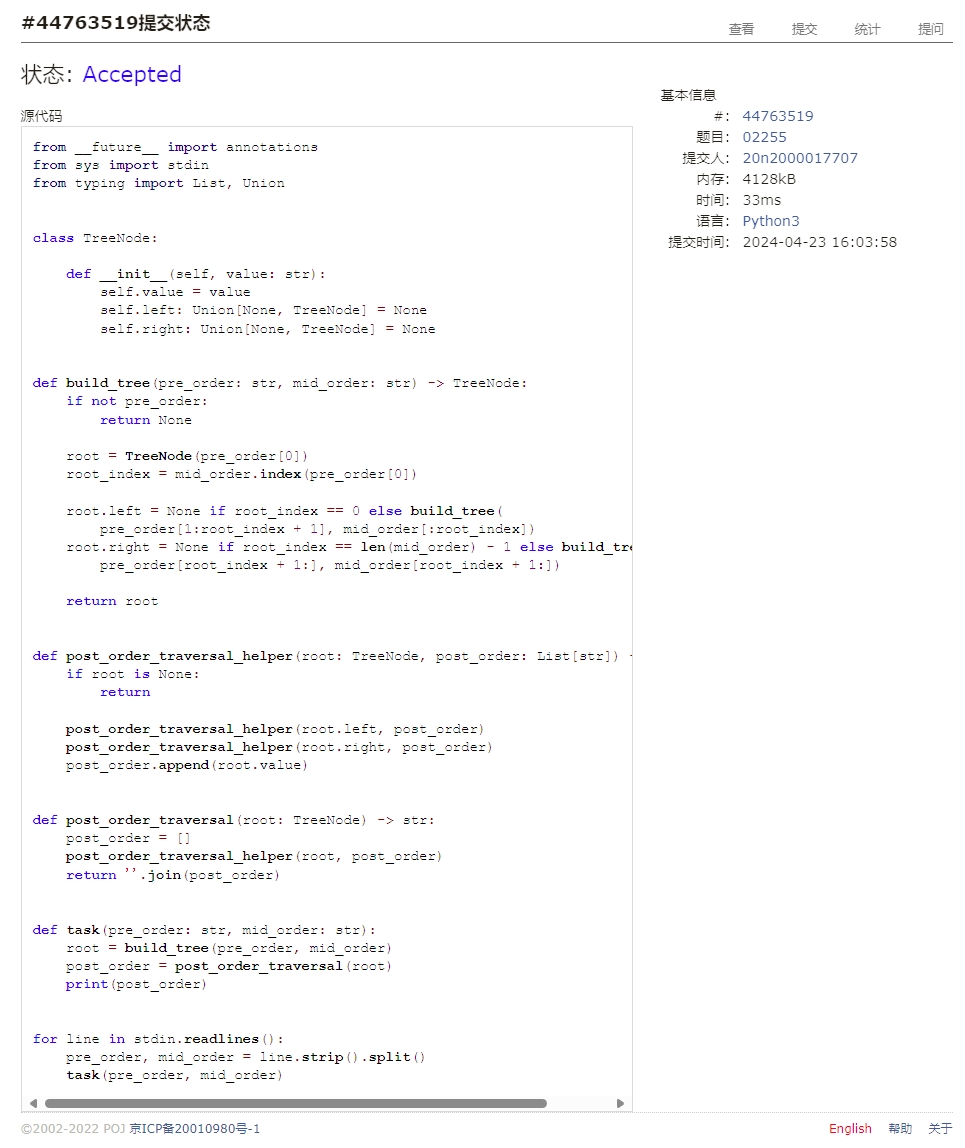 #44763519提交状态
查看 提交 统计 提问
状态: Accepted
源代码
from __future__ import annotations
from sys import stdin
from typing import List, Union


class TreeNode:

    def __init__(self, value: str):
        self.value = value
        self.left: Union[None, TreeNode] = None
        self.right: Union[None, TreeNode] = None


def build_tree(pre_order: str, mid_order: str) -> TreeNode:
    if not pre_order:
        return None

    root = TreeNode(pre_order[0])
    root_index = mid_order.index(pre_order[0])

    root.left = None if root_index == 0 else build_tree(
        pre_order[1:root_index + 1], mid_order[:root_index])
    root.right = None if root_index == len(mid_order) - 1 else build_tre
        pre_order[root_index + 1:], mid_order[root_index + 1:])

    return root


def post_order_traversal_helper(root: TreeNode, post_order: List[str]) -
    if root is None:
        return

    post_order_traversal_helper(root.left, post_order)
    post_order_traversal_helper(root.right, post_order)
    post_order.append(root.value)


def post_order_traversal(root: TreeNode) -> str:
    post_order = []
    post_order_traversal_helper(root, post_order)
    return ''.join(post_order)


def task(pre_order: str, mid_order: str):
    root = build_tree(pre_order, mid_order)
    post_order = post_order_traversal(root)
    print(post_order)


for line in stdin.readlines():
    pre_order, mid_order = line.strip().split()
    task(pre_order, mid_order)
基本信息
#: 44763519
题目: 02255
提交人: 20n2000017707
内存: 4128kB
时间: 33ms
语言: Python3
提交时间: 2024-04-23 16:03:58
©2002-2022 POJ 京ICP备20010980号-1
English 帮助 关于